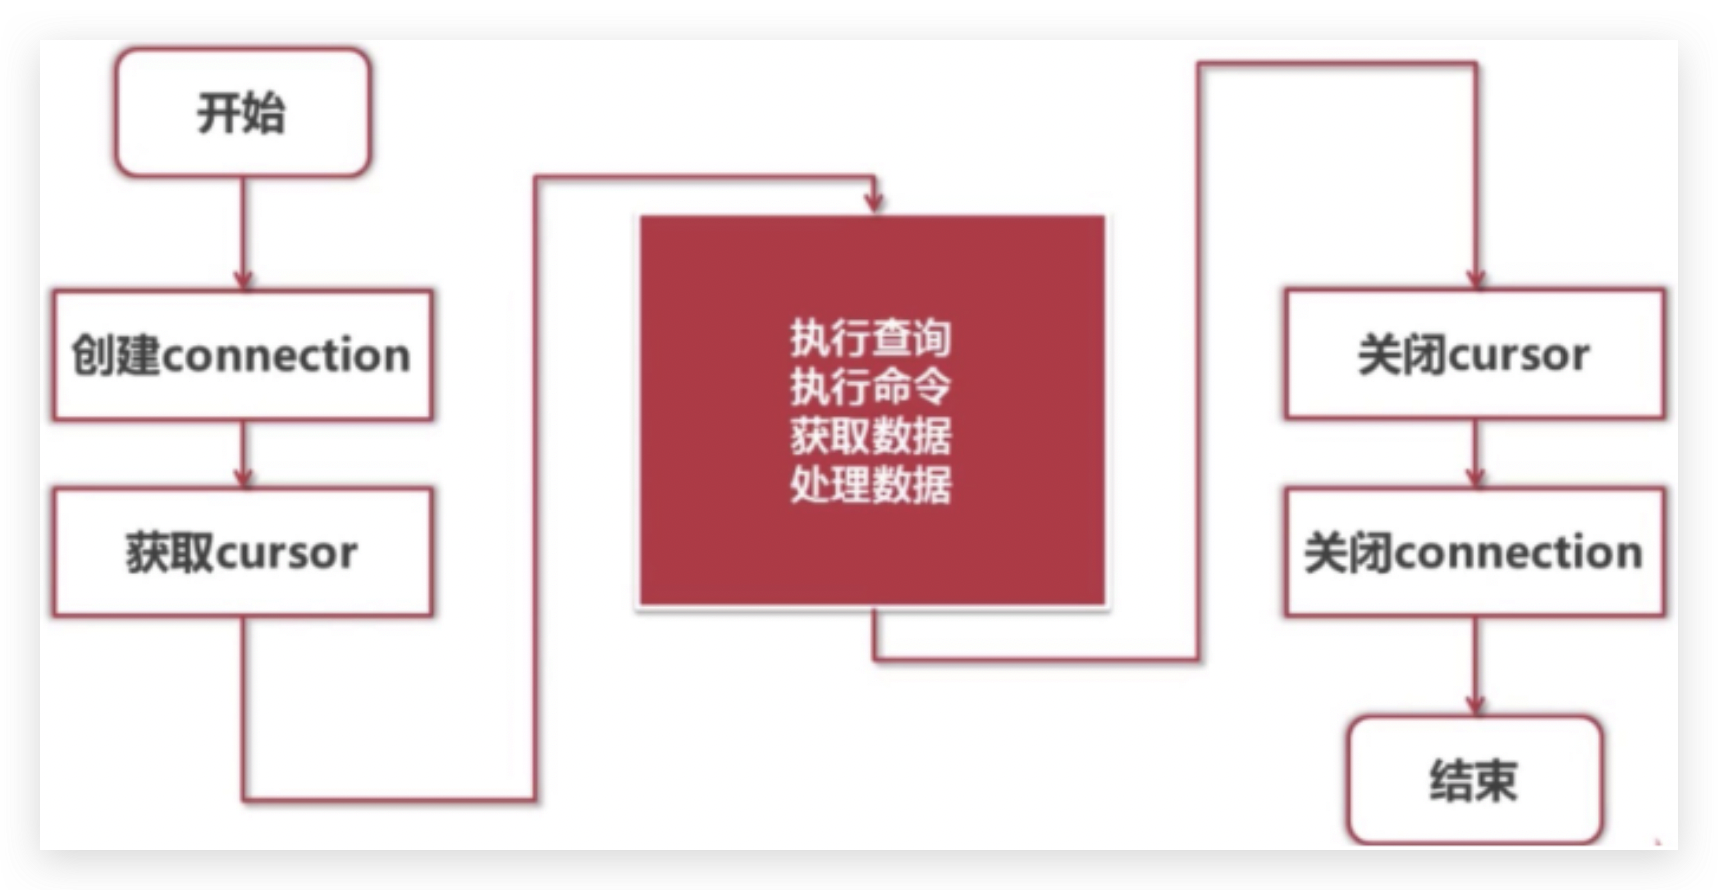 开始
创建connection
获取cursor
执行查询
执行命令
获取数据
处理数据
关闭cursor
关闭connection
结束